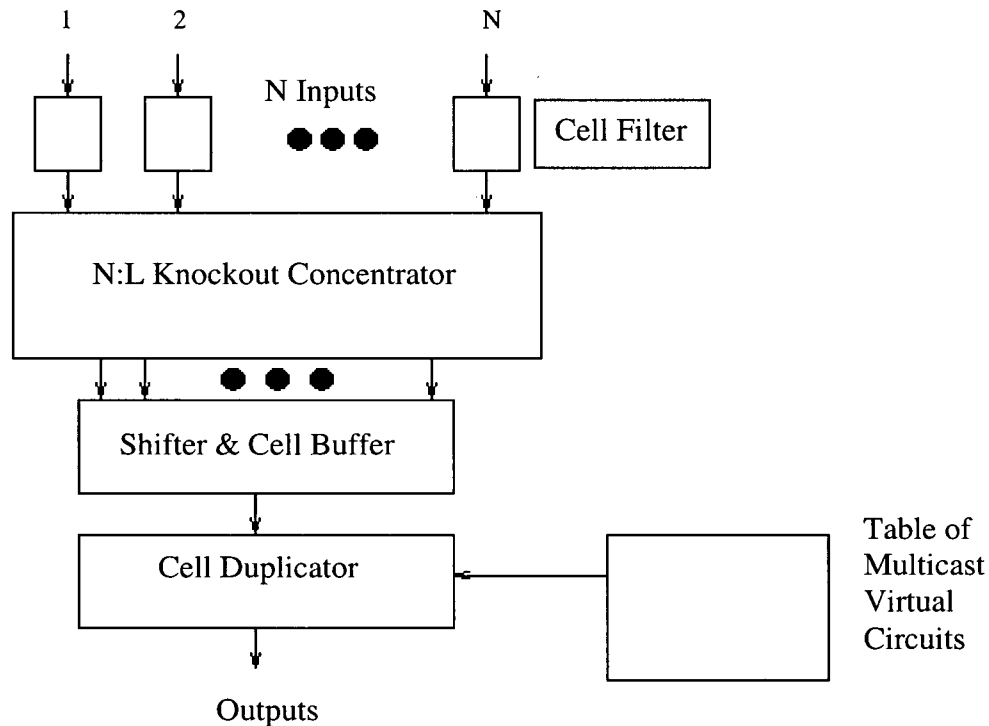 1 2 N
N Inputs
Cell Filter
N:L Knockout Concentrator
Shifter & Cell Buffer
Cell Duplicator
Table of
Multicast
Virtual
Circuits
Outputs